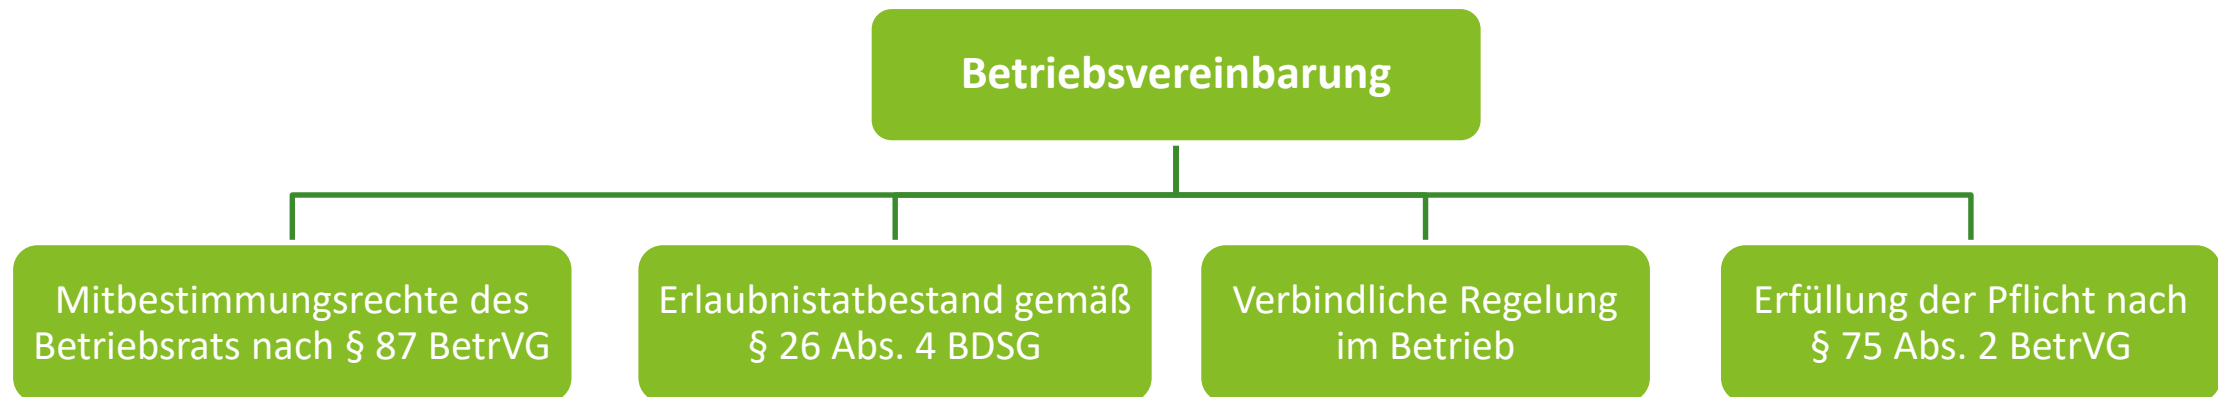 Betriebsvereinbarung
Mitbestimmungsrechte des
Betriebsrats nach § 87 BetrVG
Erlaubnistatbestand gemäß
§ 26 Abs. 4 BDSG
Verbindliche Regelung
im Betrieb
Erfüllung der Pflicht nach
§ 75 Abs. 2 BetrVG